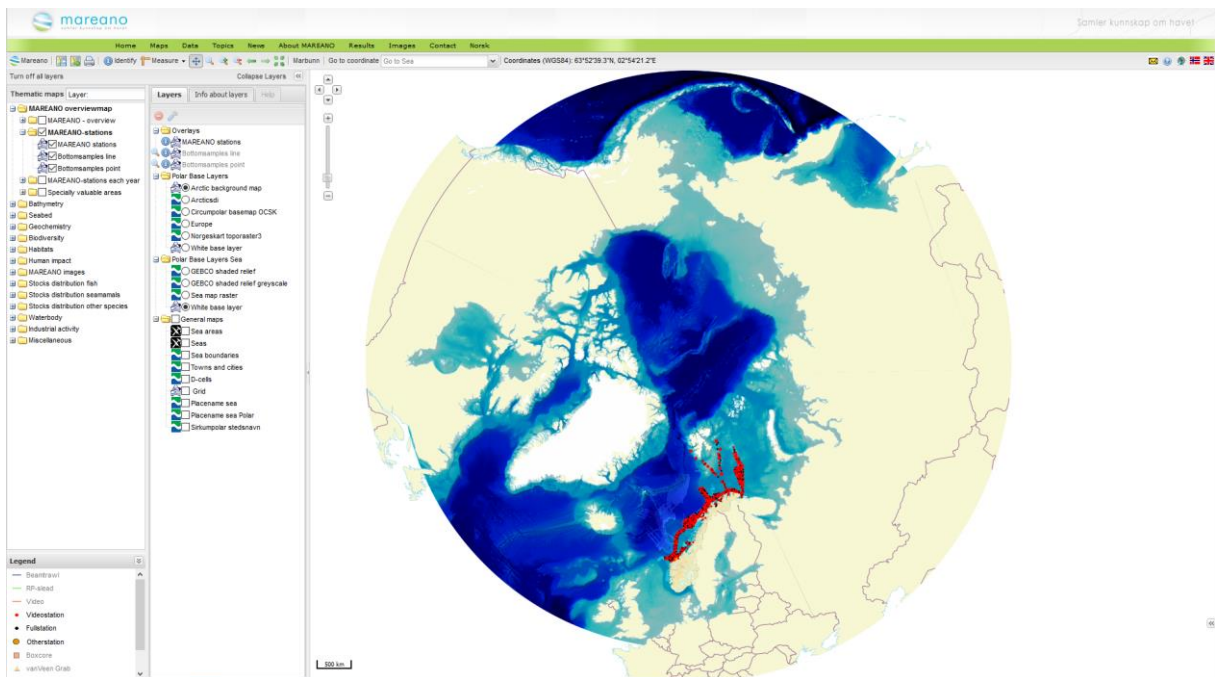 mareano
samler kunnskap om havet
Samler kunnskap om havet
Home Maps Data Topics News About MAREANO Results Images Contact Norsk
Mareano Identify Measure Marbunn Go to coordinate Go to Sea Coordinates (WGS84): 63°52'39.3"N, 02°54'21.2"E
Turn off all layers Collapse Layers
Thematic maps Layer:
MAREANO overviewmap
MAREANO - overview
MAREANO-stations
MAREANO stations
Bottomsamples line
Bottomsamples point
MAREANO-stations each year
Specially valuable areas
Bathymetry
Seabed
Geochemistry
Biodiversity
Habitats
Human impact
MAREANO images
Stocks distribution fish
Stocks distribution seamamals
Stocks distribution other species
Waterbody
Industrial activity
Miscellaneous
Layers Info about layers Help
Overlays
MAREANO stations
Bottomsamples line
Bottomsamples point
Polar Base Layers
Arctic background map
Arcticsdi
Circumpolar basemap OCSK
Europe
Norgeskart toporaster3
White base layer
Polar Base Layers Sea
GEBCO shaded relief
GEBCO shaded relief greyscale
Sea map raster
White base layer
General maps
Sea areas
Seas
Sea boundaries
Towns and cities
D-cells
Grid
Placename sea
Placename sea Polar
Sirkumpolar stedsnavn
Legend
Beamtrawl
RP-slead
Video
Videostation
Fullstation
Otherstation
Boxcore
vanVeen Grab
500 km